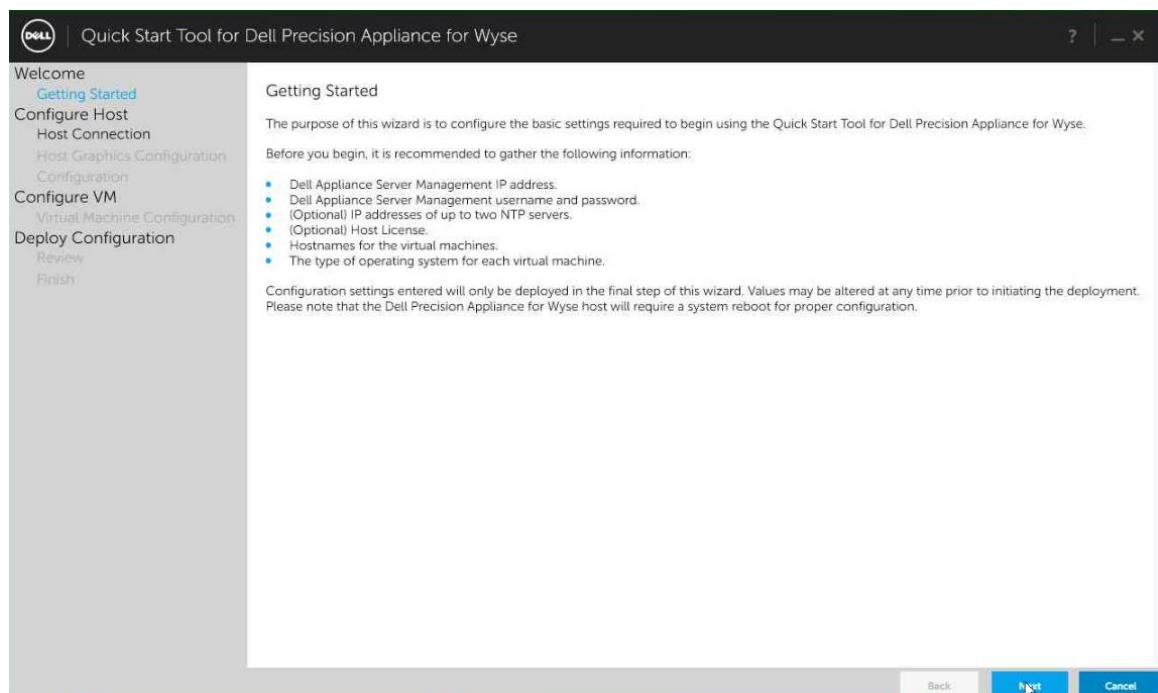 DELL
Quick Start Tool for Dell Precision Appliance for Wyse
?
Welcome
Getting Started
Configure Host
Host Connection
Host Graphics Configuration
Configuration
Configure VM
Virtual Machine Configuration
Deploy Configuration
Review
Finish
Getting Started
The purpose of this wizard is to configure the basic settings required to begin using the Quick Start Tool for Dell Precision Appliance for Wyse.
Before you begin, it is recommended to gather the following information:
• Dell Appliance Server Management IP address.
• Dell Appliance Server Management username and password.
• (Optional) IP addresses of up to two NTP servers.
• (Optional) Host License.
• Hostnames for the virtual machines.
• The type of operating system for each virtual machine.
Configuration settings entered will only be deployed in the final step of this wizard. Values may be altered at any time prior to initiating the deployment.
Please note that the Dell Precision Appliance for Wyse host will require a system reboot for proper configuration.
Back
Next
Cancel